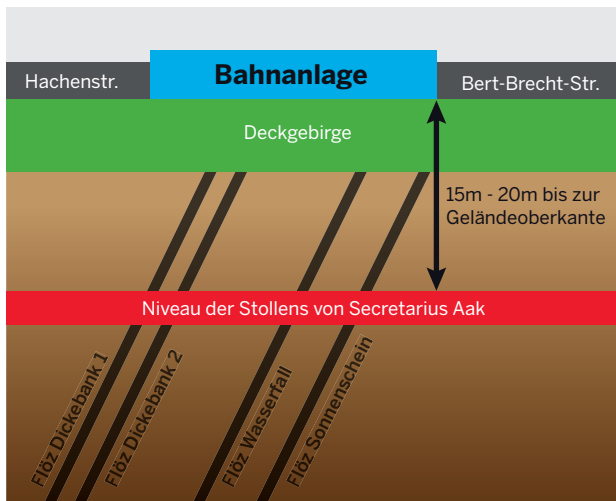 Bahnanlage
Hachenstr.
Bert-Brecht-Str.
Deckgebirge
15m - 20m bis zur
Geländeoberkante
Niveau der Stollens von Secretarius Aak
Flöz Dickebank 1
Flöz Dickebank 2
Flöz Wasserfall
Flöz Sonnenschein